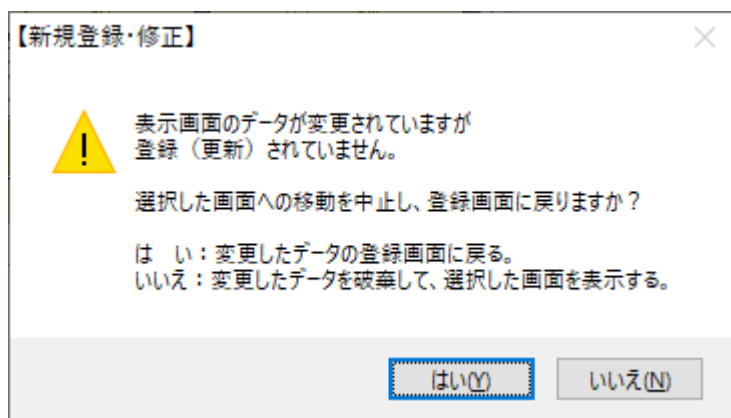 【新規登録・修正】
表示画面のデータが変更されていますが
登録（更新）されていません。
選択した画面への移動を中止し、登録画面に戻りますか？
は　い：変更したデータの登録画面に戻る。
いいえ：変更したデータを破棄して、選択した画面を表示する。
はい(Y)
いいえ(N)